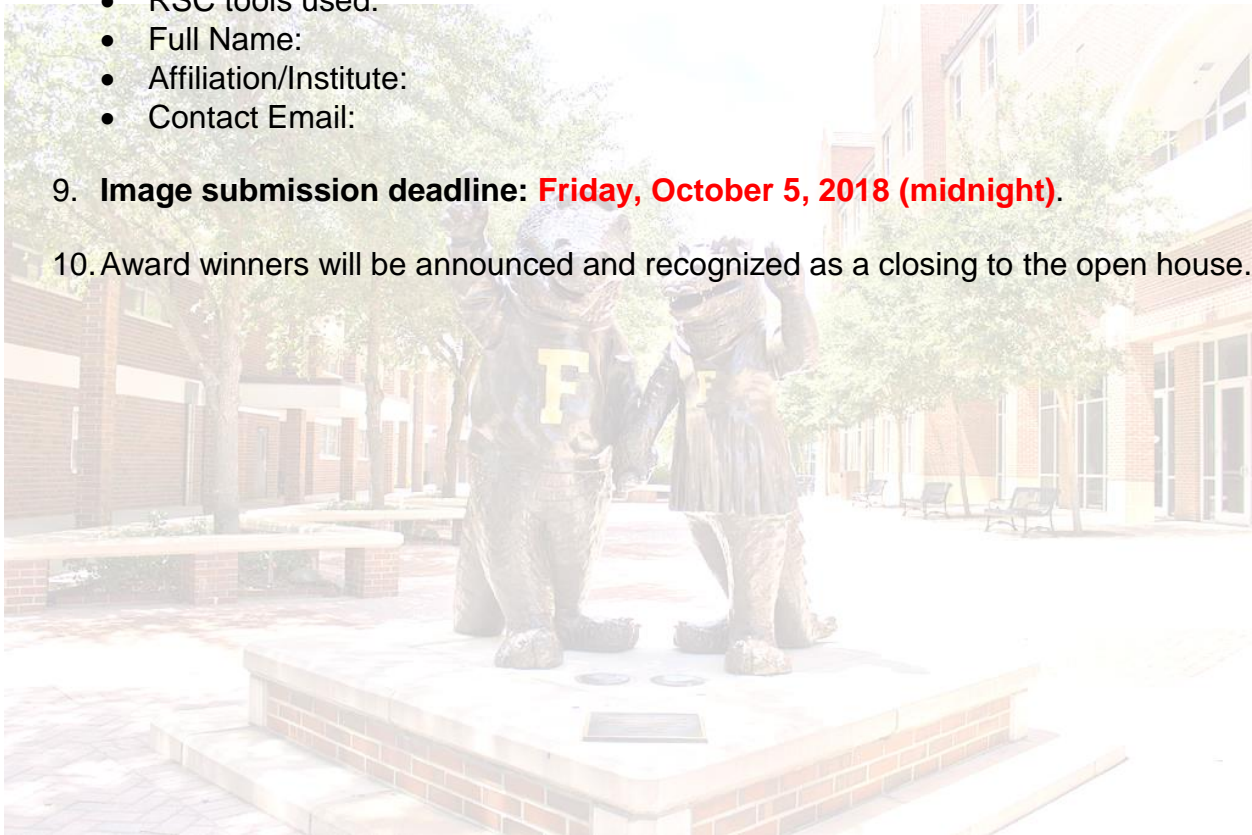 • RSC tools used:
• Full Name:
• Affiliation/Institute:
• Contact Email:
9. Image submission deadline: Friday, October 5, 2018 (midnight).
10. Award winners will be announced and recognized as a closing to the open house.
F
F